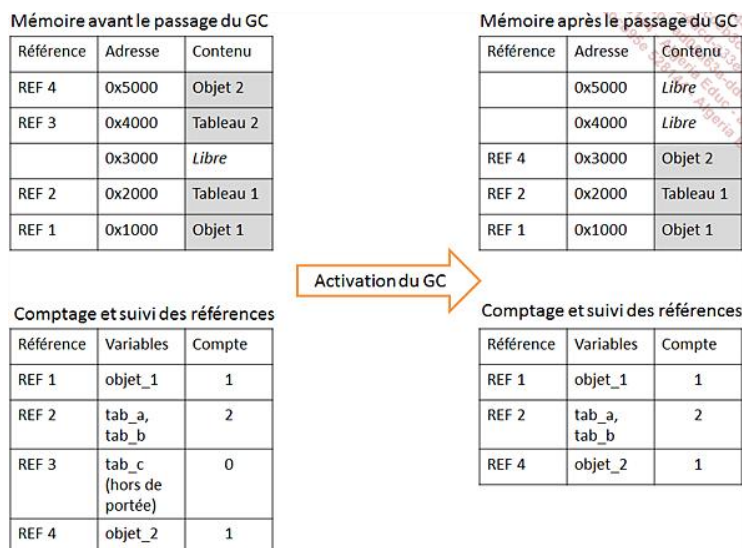 Mémoire avant le passage du GC
Référence Adresse Contenu
REF 4 0x5000 Objet 2
REF 3 0x4000 Tableau 2
0x3000 Libre
REF 2 0x2000 Tableau 1
REF 1 0x1000 Objet 1
Mémoire après le passage du GC
Référence Adresse Contenu
0x5000 Libre
0x4000 Libre
REF 4 0x3000 Objet 2
REF 2 0x2000 Tableau 1
REF 1 0x1000 Objet 1
Activation du GC
Comptage et suivi des références
Référence Variables Compte
REF 1 objet_1 1
REF 2 tab_a, 2
tab_b
REF 3 tab_c 0
(hors de
portée)
REF 4 objet_2 1
Comptage et suivi des références
Référence Variables Compte
REF 1 objet_1 1
REF 2 tab_a, 2
tab_b
REF 4 objet_2 1